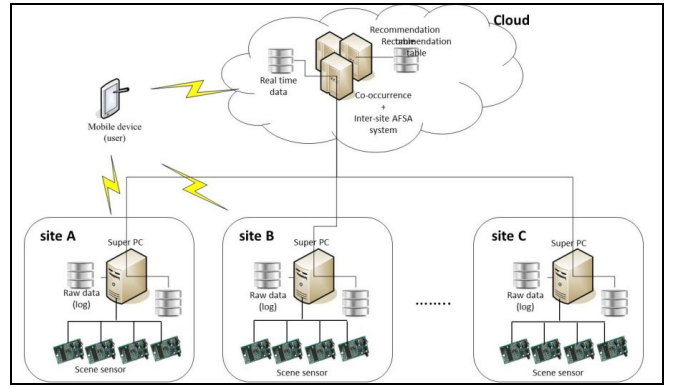 Cloud
Recommendation
Rectammendation
table
Real time
data
Co-occurrence
+
Inter-site AFSA
system
Mobile device
(user)
site A
Super PC
Raw data
(log)
Scene sensor
site B
Super PC
Raw data
(log)
Scene sensor
........
site C
Super PC
Raw data
(log)
Scene sensor